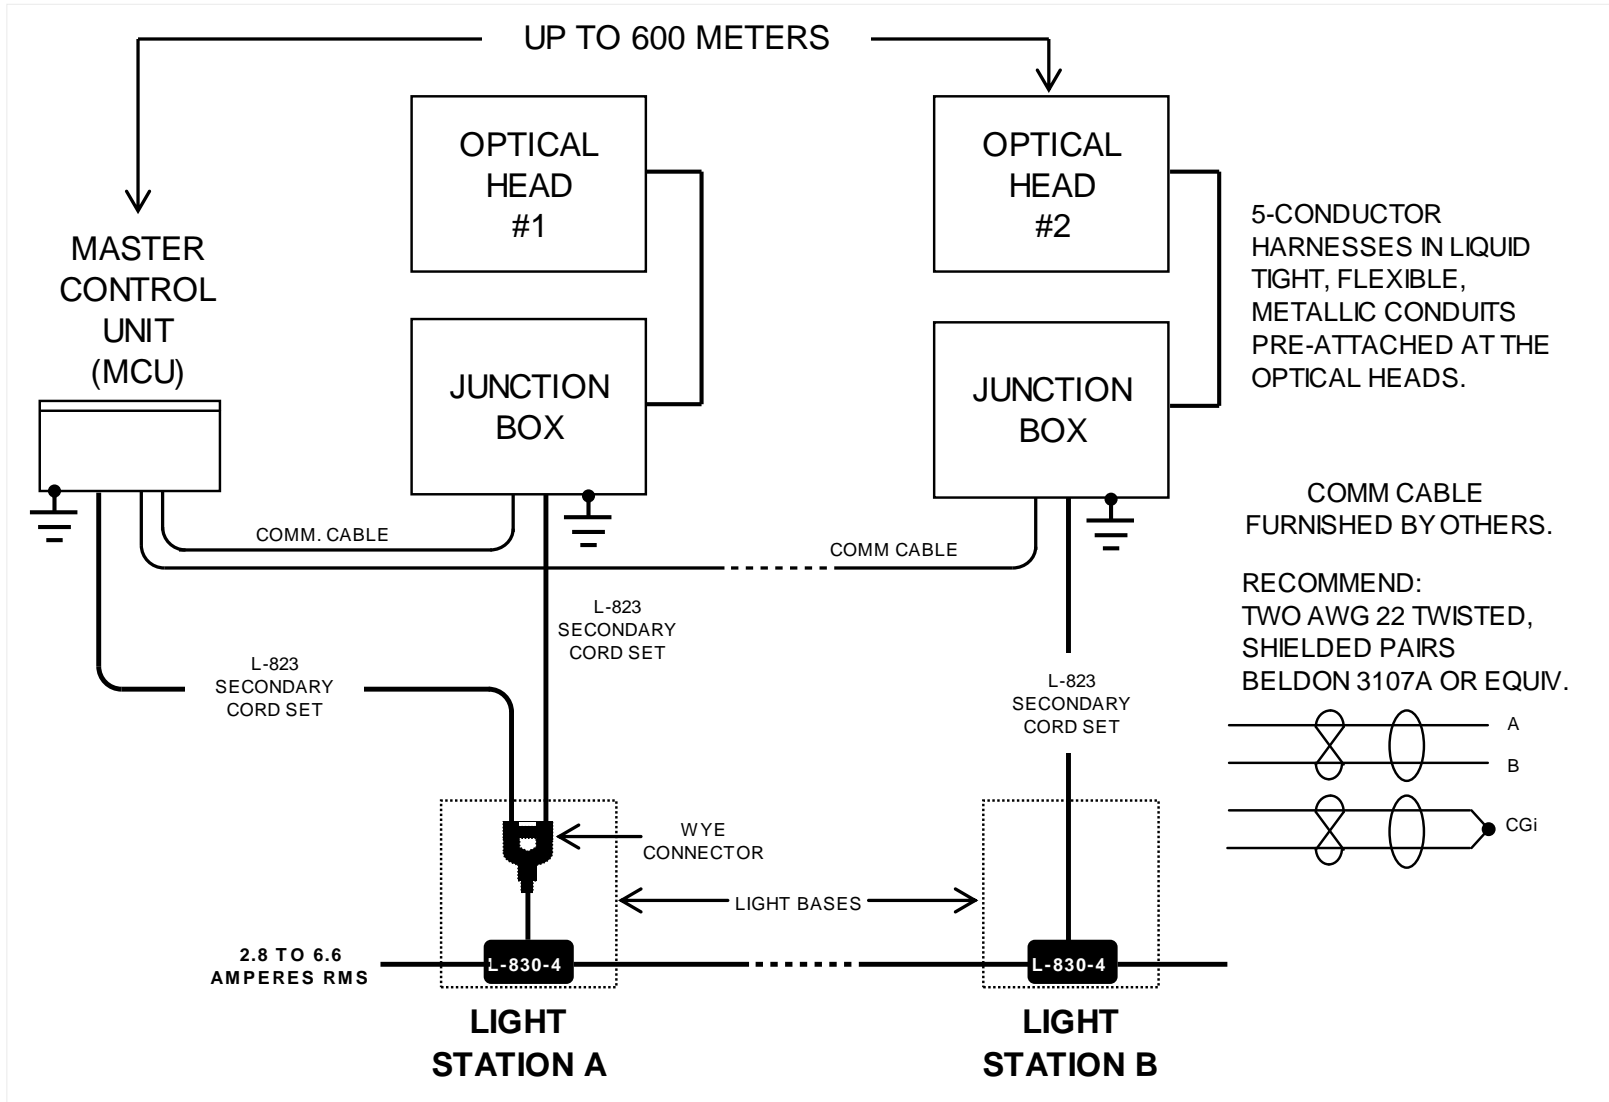 UP TO 600 METERS
OPTICAL
HEAD
#1
OPTICAL
HEAD
#2
MASTER
CONTROL
UNIT
(MCU)
JUNCTION
BOX
JUNCTION
BOX
5-CONDUCTOR
HARNESSES IN LIQUID
TIGHT, FLEXIBLE,
METALLIC CONDUITS
PRE-ATTACHED AT THE
OPTICAL HEADS.
COMM CABLE
FURNISHED BY OTHERS.
RECOMMEND:
TWO AWG 22 TWISTED,
SHIELDED PAIRS
BELDON 3107A OR EQUIV.
A
B
CGi
COMM. CABLE
COMM CABLE
L-823
SECONDARY
CORD SET
L-823
SECONDARY
CORD SET
L-823
SECONDARY
CORD SET
WYE
CONNECTOR
LIGHT BASES
2.8 TO 6.6
AMPERES RMS
L-830-4
L-830-4
LIGHT
STATION A
LIGHT
STATION B